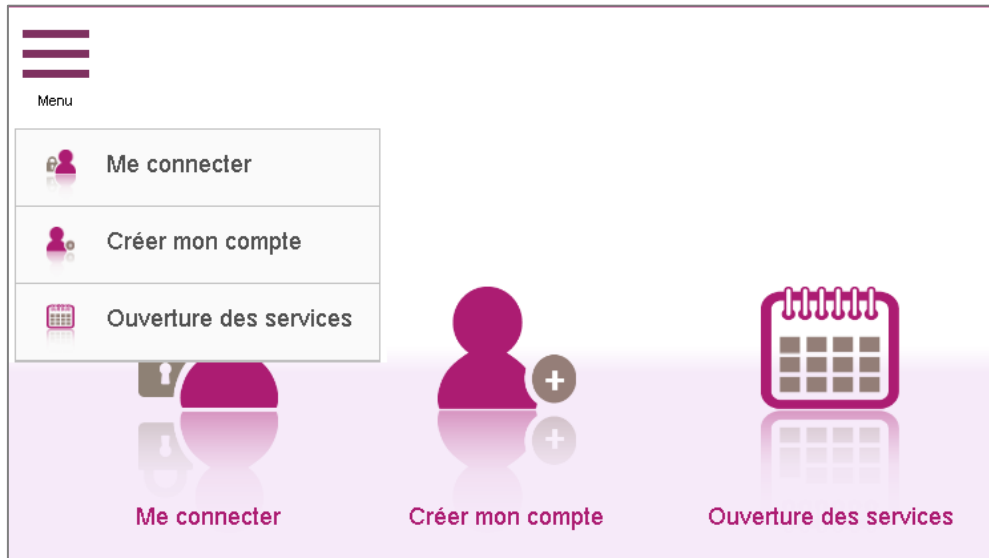 Menu
Me connecter
Créer mon compte
Ouverture des services
Me connecter
Créer mon compte
Ouverture des services